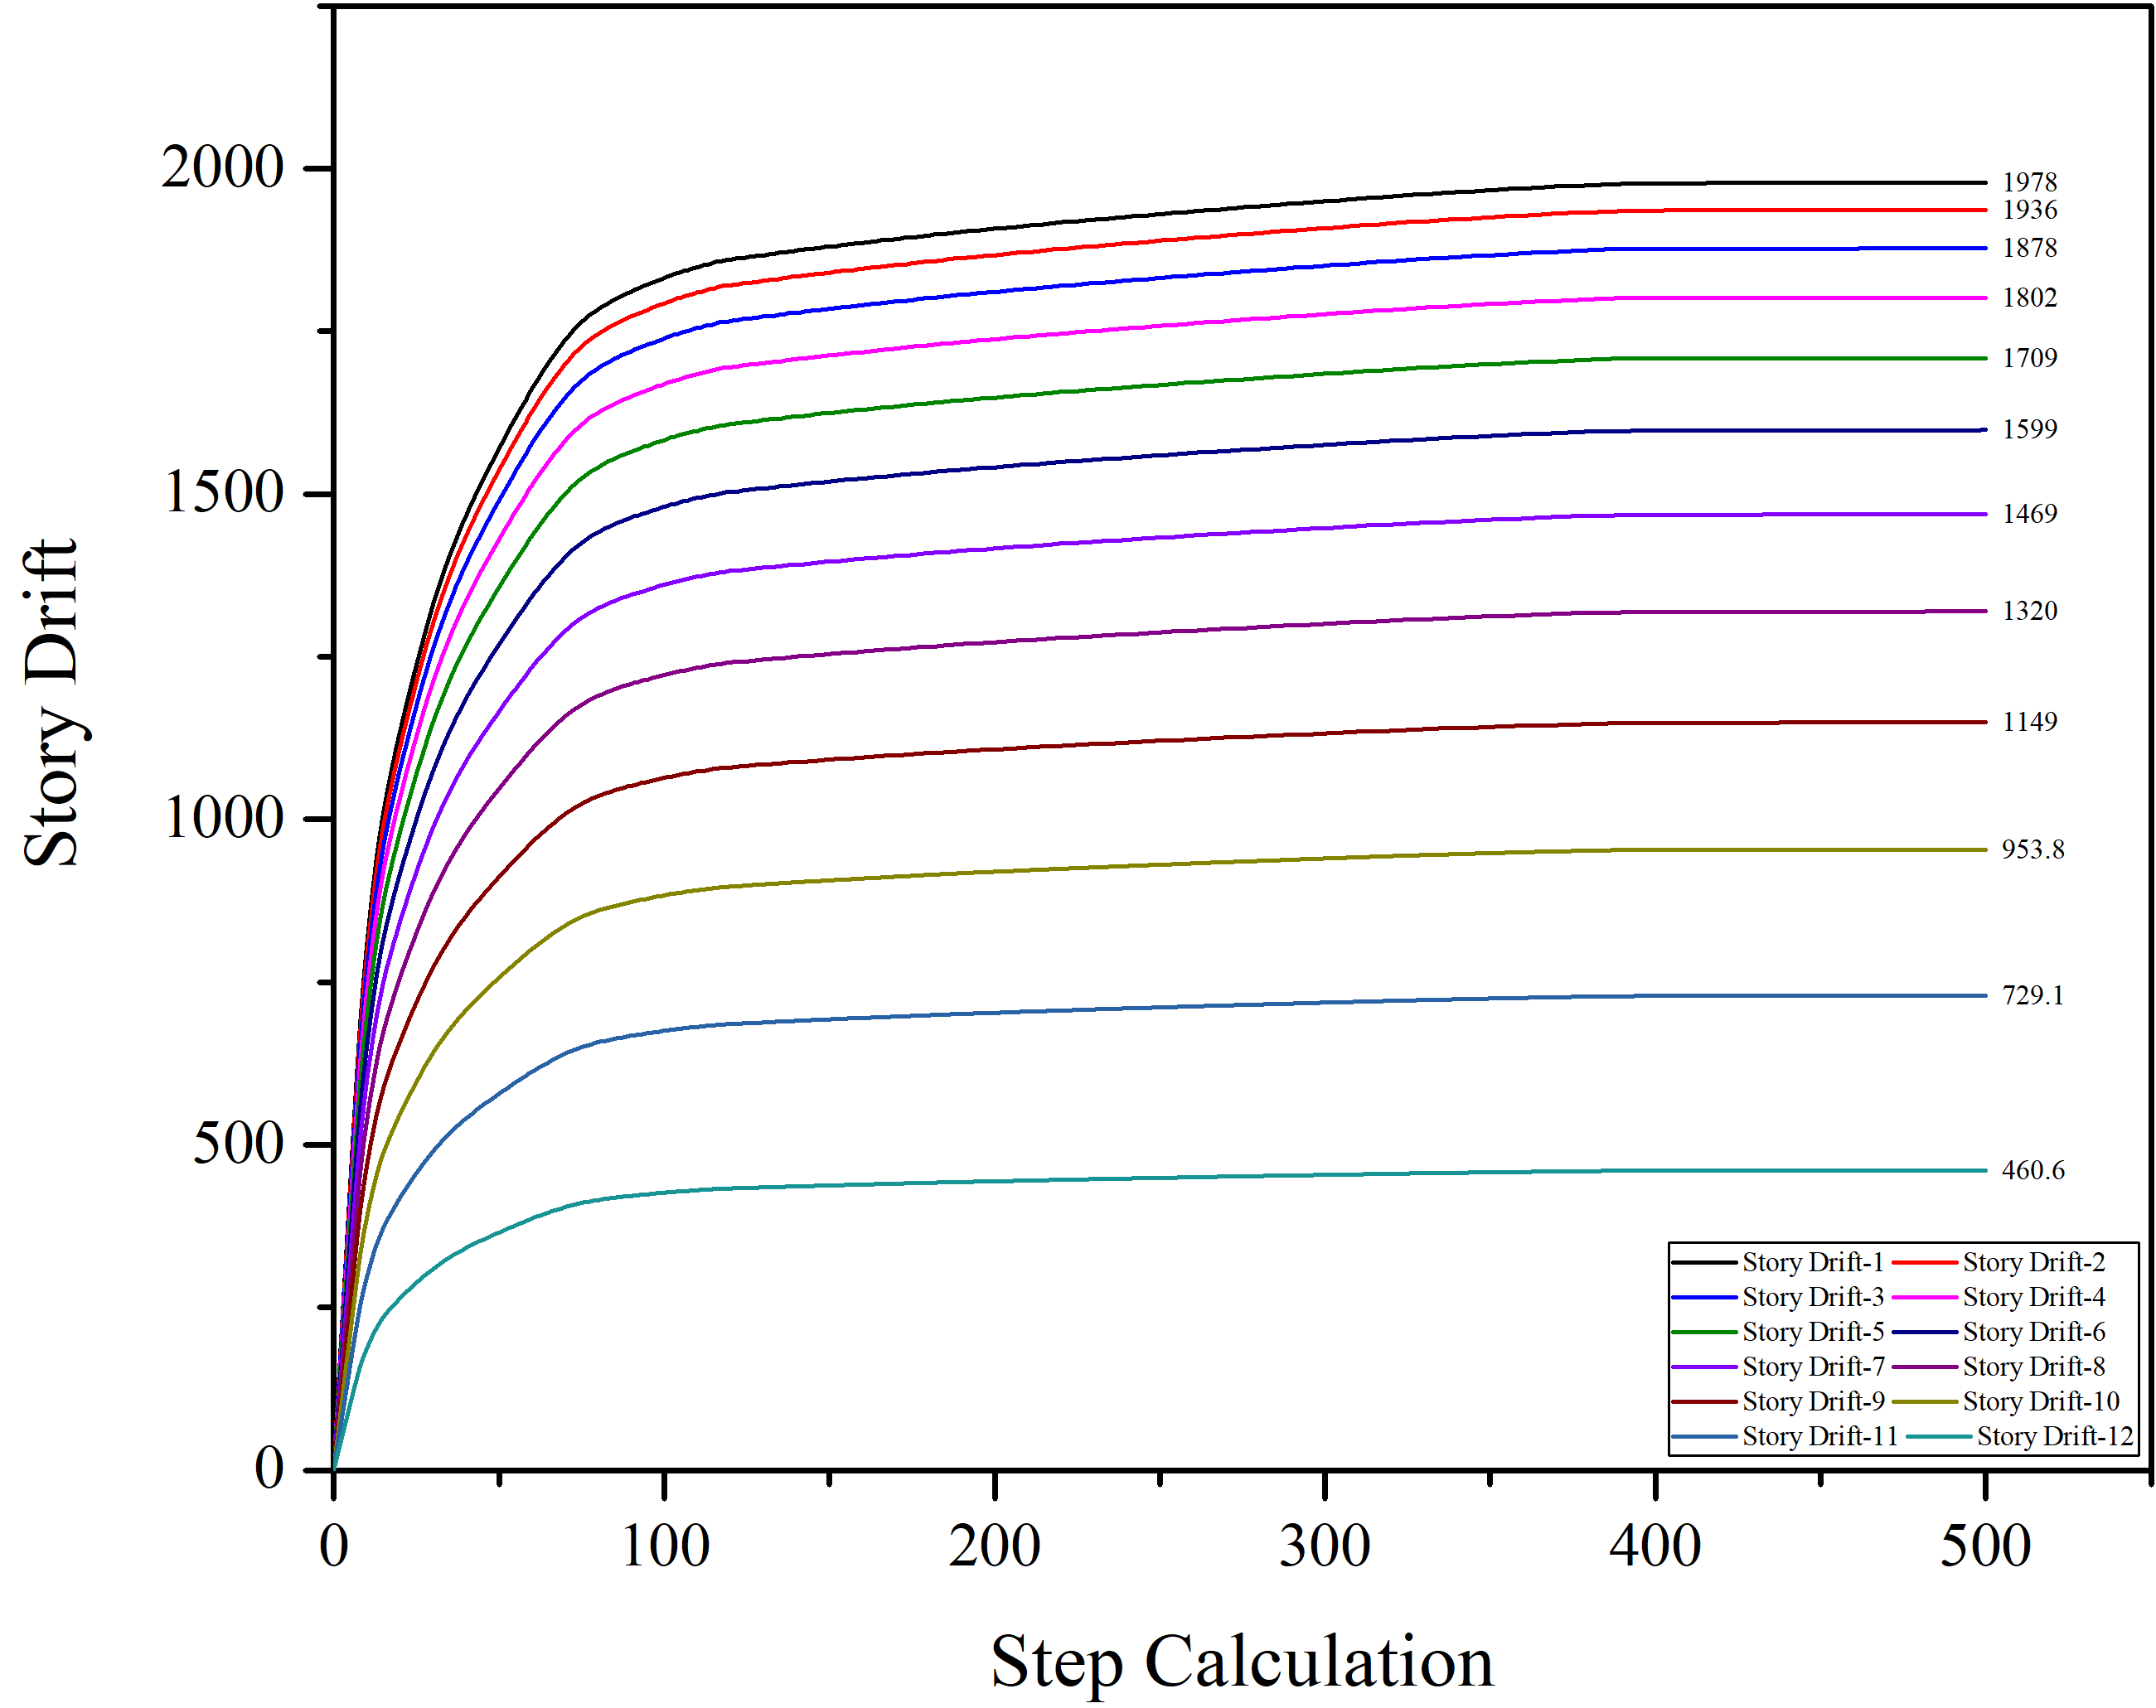 Story Drift
2000
1500
1000
500
0
1978
1936
1878
1802
1709
1599
1469
1320
1149
953.8
729.1
460.6
Story Drift-1 Story Drift-2
Story Drift-3 Story Drift-4
Story Drift-5 Story Drift-6
Story Drift-7 Story Drift-8
Story Drift-9 Story Drift-10
Story Drift-11 Story Drift-12
0 100 200 300 400 500
Step Calculation